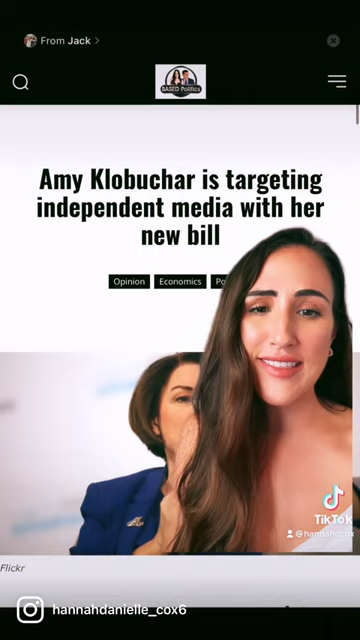 From Jack
BASED Politics
Amy Klobuchar is targeting
independent media with her
new bill
Opinion Economics
TikTok
Flickr
hannahdanielle_cox6